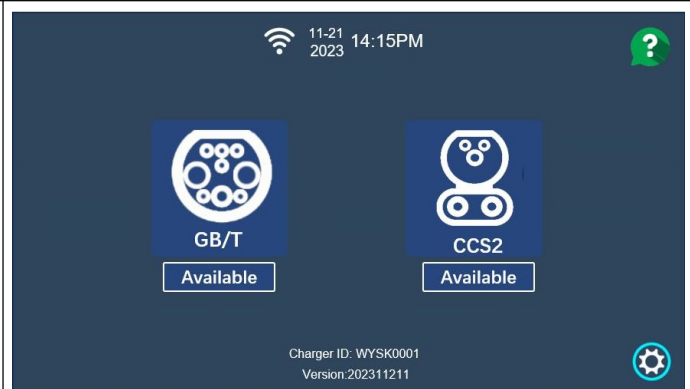 11-21
2023 14:15PM
?
GB/T
CCS2
Available
Available
Charger ID: WYSK0001
Version:202311211